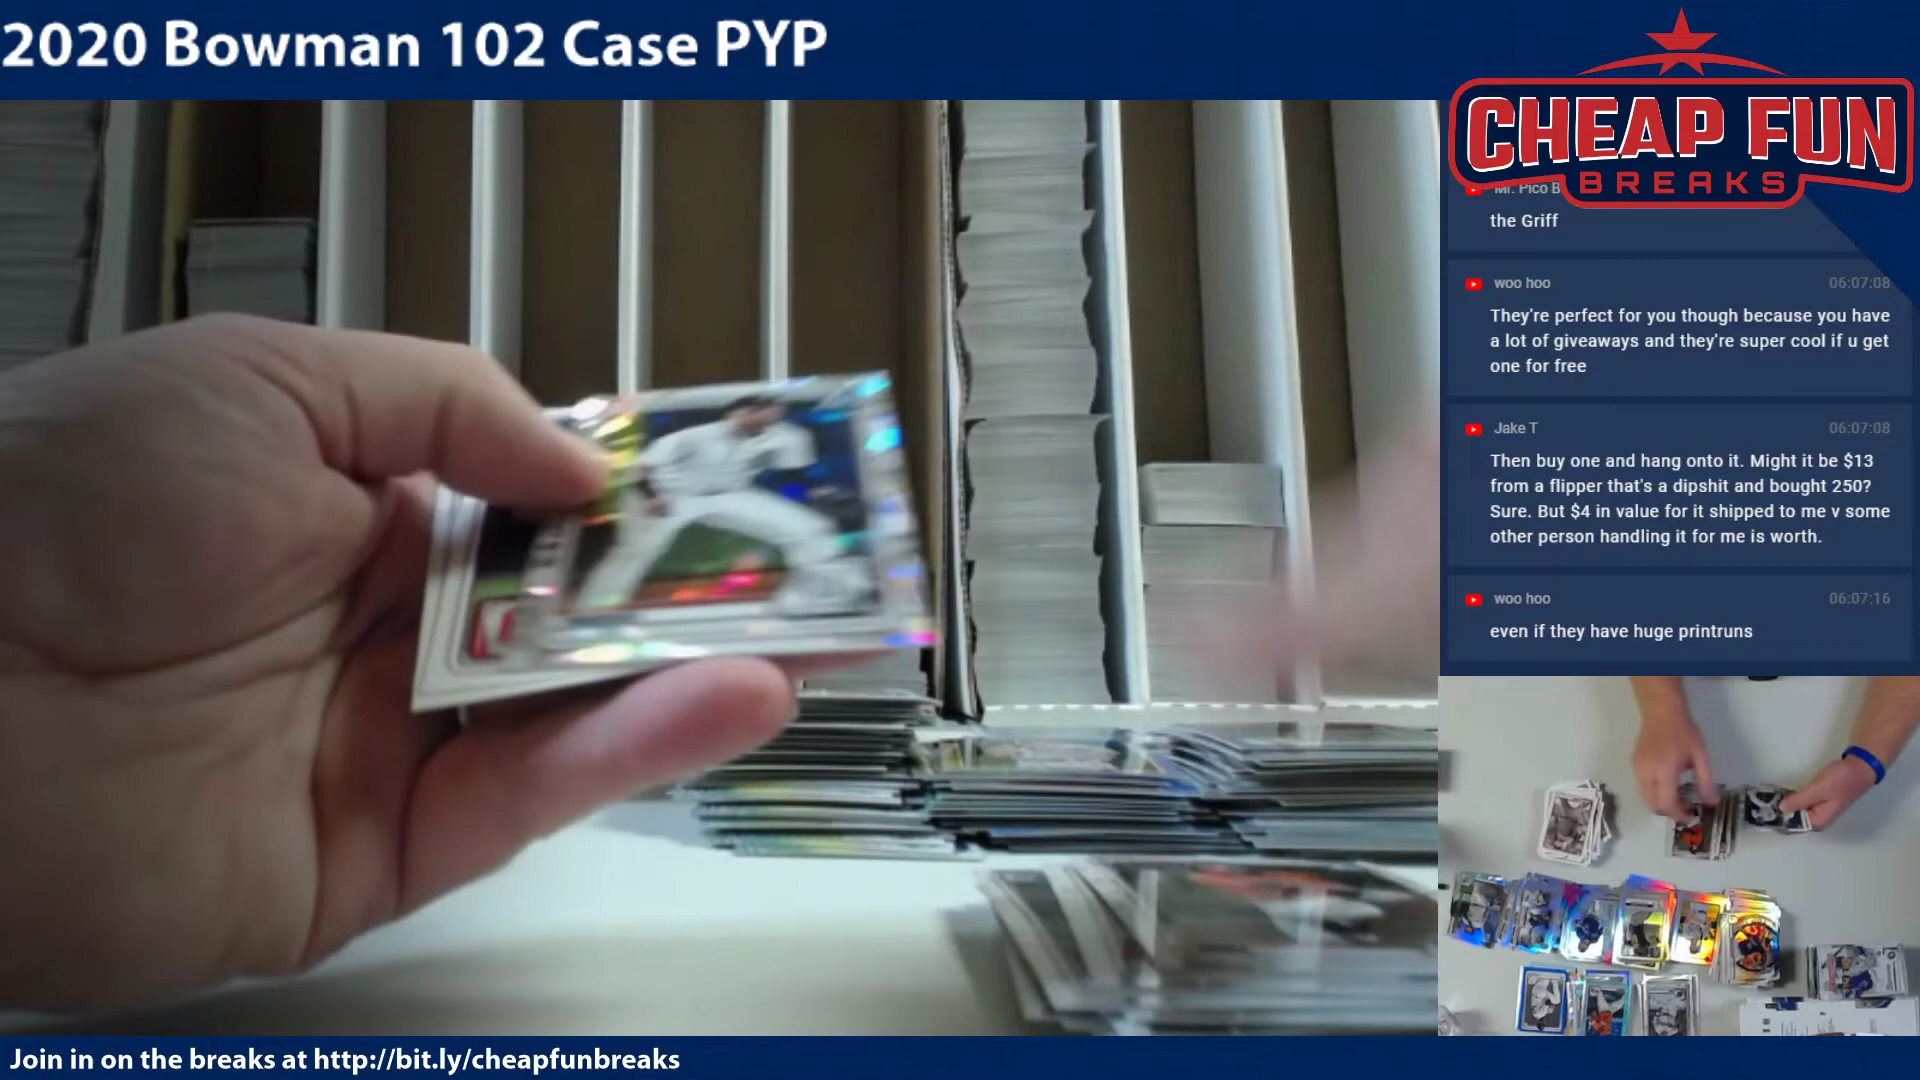 2020 Bowman 102 Case PYP
CHEAP FUN
BREAKS
Mr. Pico B
the Griff
woo hoo 06:07:08
They're perfect for you though because you have
a lot of giveaways and they're super cool if u get
one for free
Jake T 06:07:08
Then buy one and hang onto it. Might it be $13
from a flipper that's a dipshit and bought 250?
Sure. But $4 in value for it shipped to me v some
other person handling it for me is worth.
woo hoo 06:07:16
even if they have huge printruns
Join in on the breaks at http://bit.ly/cheapfunbreaks